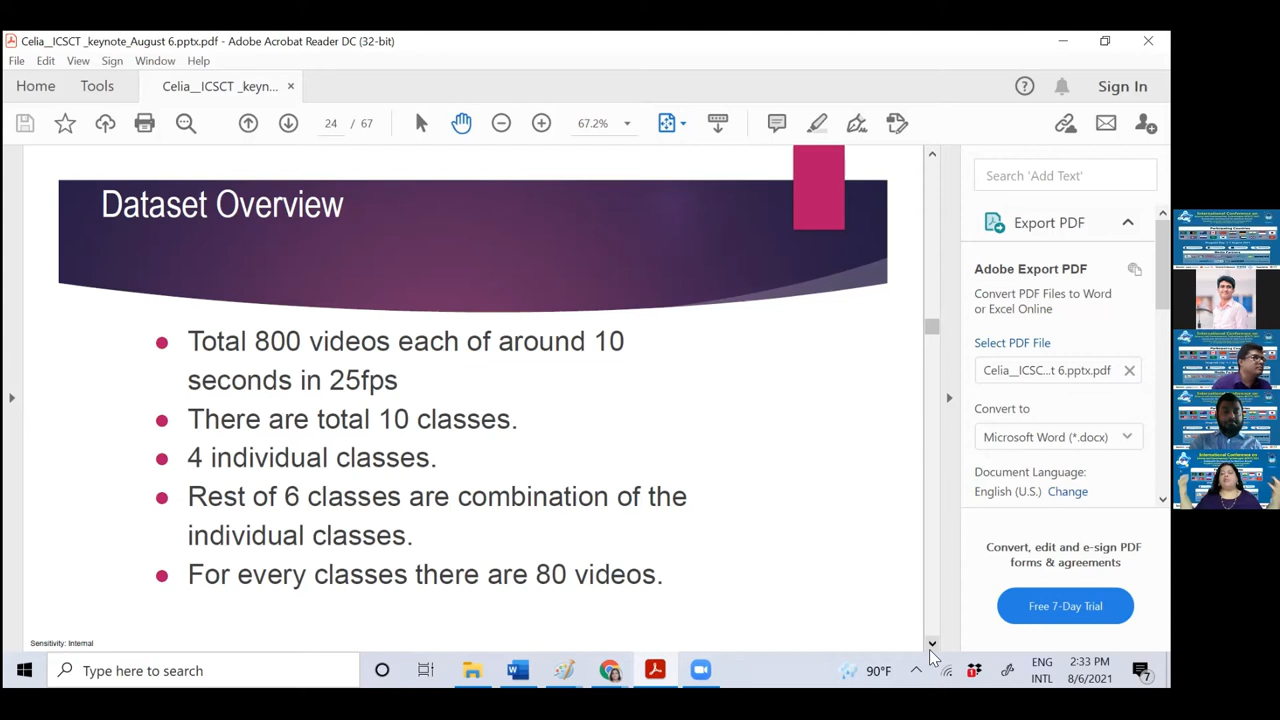 Celia__ICSCT _keynote_August 6.pptx.pdf - Adobe Acrobat Reader DC (32-bit)
File Edit View Sign Window Help
Home Tools Celia__ICSCT _keyn... ×
Sign In
24 / 67
67.2%
Dataset Overview
Total 800 videos each of around 10
seconds in 25fps
There are total 10 classes.
4 individual classes.
Rest of 6 classes are combination of the
individual classes.
For every classes there are 80 videos.
Sensitivity: Internal
Search 'Add Text'
Export PDF
Adobe Export PDF
Convert PDF Files to Word
or Excel Online
Select PDF File
Celia__ICSC...t 6.pptx.pdf
Convert to
Microsoft Word (*.docx)
Document Language:
English (U.S.) Change
Convert, edit and e-sign PDF
forms & agreements
Free 7-Day Trial
International Conference on
Participating Countries
Type here to search
90°F
ENG
INTL
2:33 PM
8/6/2021
7